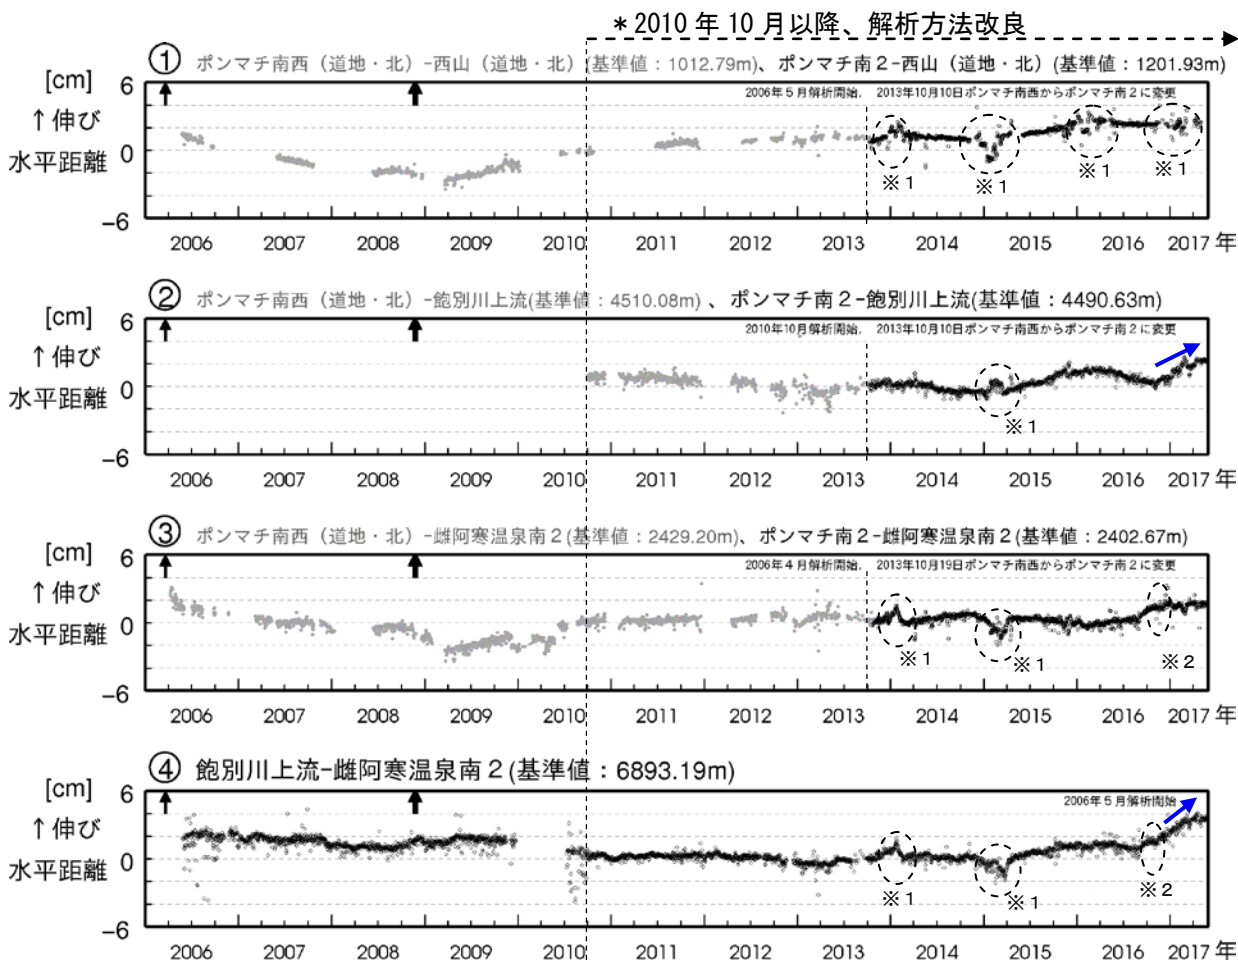 *2010年10月以降、解析方法改良
① ポンマチ南西（道地・北）-西山（道地・北）(基準値：1012.79m)、ポンマチ南２-西山（道地・北）(基準値：1201.93m)
[cm]
6
2006年５月解析開始、 2013年10月10日ポンマチ南西からポンマチ南２に変更
↑伸び
水平距離
0
※１ ※１ ※１ ※１
-6
2006 2007 2008 2009 2010 2011 2012 2013 2014 2015 2016 2017 年
② ポンマチ南西（道地・北）-飽別川上流(基準値：4510.08m) 、ポンマチ南２-飽別川上流(基準値：4490.63m)
[cm]
6
2010年10月解析開始、 2013年10月10日ポンマチ南西からポンマチ南２に変更
↑伸び
水平距離
0
※１
-6
2006 2007 2008 2009 2010 2011 2012 2013 2014 2015 2016 2017 年
③ ポンマチ南西（道地・北）-雌阿寒温泉南２(基準値：2429.20m)、ポンマチ南２-雌阿寒温泉南２(基準値：2402.67m)
[cm]
6
2006年４月解析開始、 2013年10月19日ポンマチ南西からポンマチ南２に変更
↑伸び
水平距離
0
※１ ※１ ※２
-6
2006 2007 2008 2009 2010 2011 2012 2013 2014 2015 2016 2017 年
④ 飽別川上流-雌阿寒温泉南２(基準値：6893.19m)
[cm]
6
2006年５月解析開始
↑伸び
水平距離
0
※１ ※１ ※２
-6
2006 2007 2008 2009 2010 2011 2012 2013 2014 2015 2016 2017 年